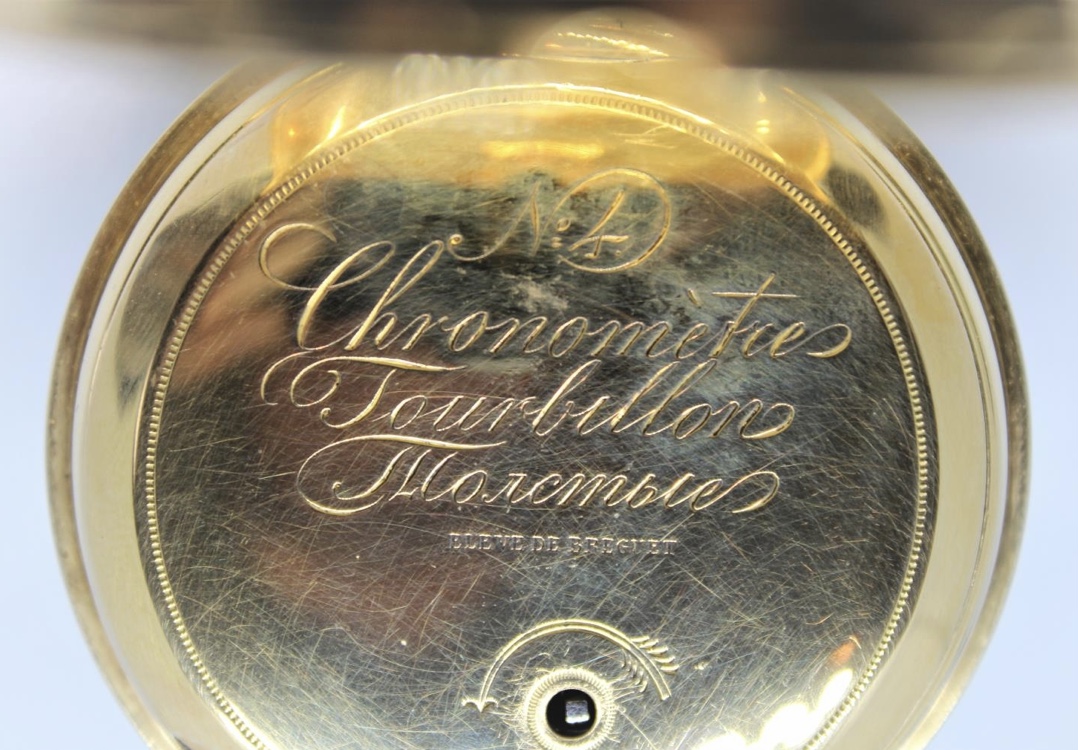 No. 4.
Chronomètre
Tourbillon
Толстые
ELEVE DE BREGUET